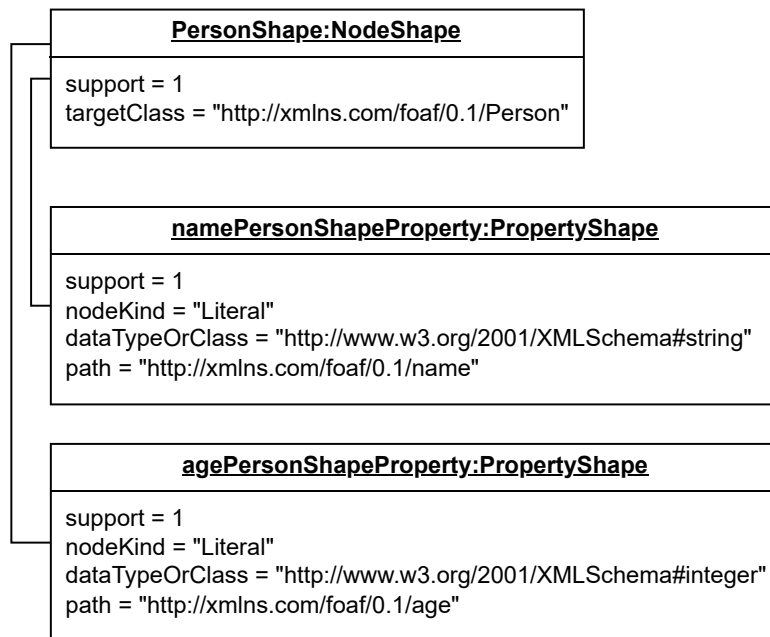 PersonShape:NodeShape
support = 1
targetClass = "http://xmlns.com/foaf/0.1/Person"
namePersonShapeProperty:PropertyShape
support = 1
nodeKind = "Literal"
dataTypeOrClass = "http://www.w3.org/2001/XMLSchema#string"
path = "http://xmlns.com/foaf/0.1/name"
agePersonShapeProperty:PropertyShape
support = 1
nodeKind = "Literal"
dataTypeOrClass = "http://www.w3.org/2001/XMLSchema#integer"
path = "http://xmlns.com/foaf/0.1/age"